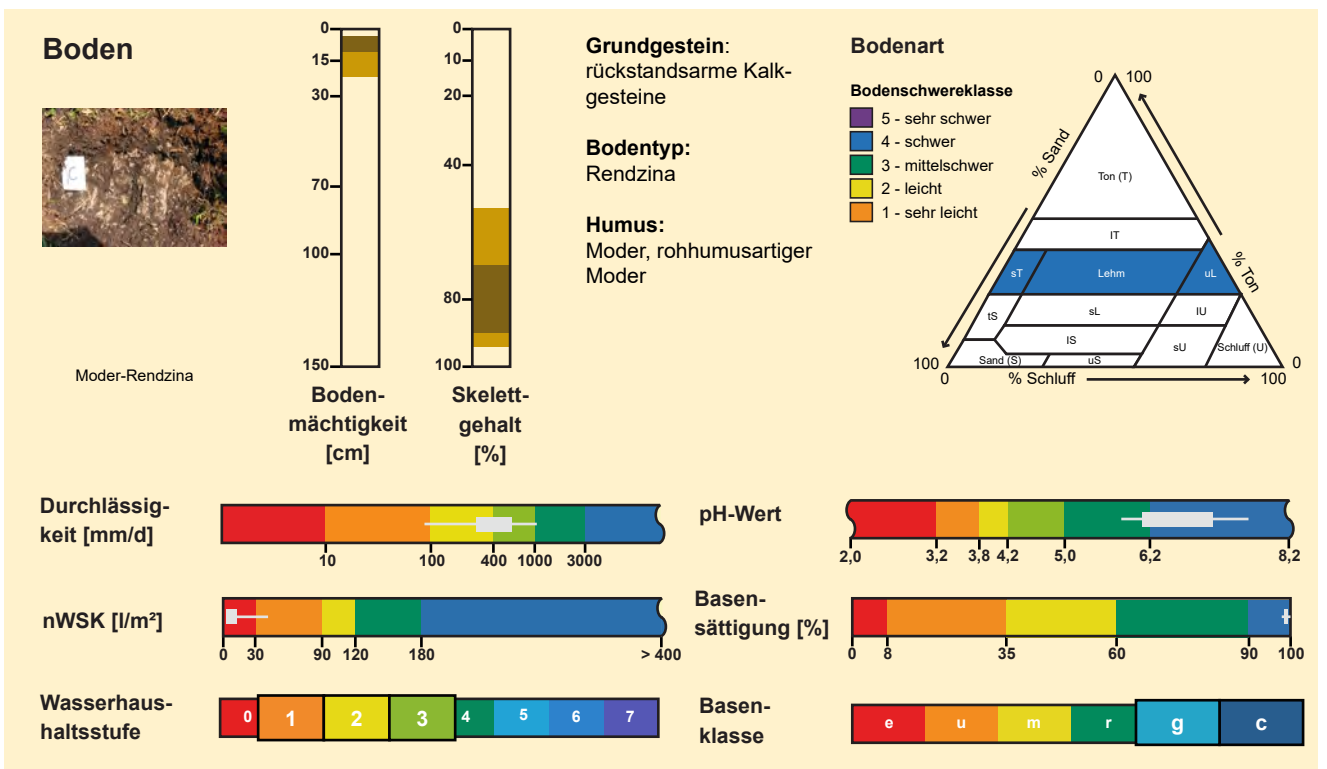 Boden
Moder-Rendzina
0
15
30
70
100
150
Boden-
mächtigkeit
[cm]
0
10
20
40
80
100
Skelett-
gehalt
[%]
Grundgestein:
rückstandsarme Kalk-
gesteine
Bodentyp:
Rendzina
Humus:
Moder, rohhumusartiger
Moder
Bodenart
Bodenschwereklasse
5 - sehr schwer
4 - schwer
3 - mittelschwer
2 - leicht
1 - sehr leicht
0 100
% Sand
% Ton
Ton (T)
lT
sT Lehm uL
tS sL lU
lS
Sand (S) uS sU Schluff (U)
100 0
0 % Schluff 100
Durchlässig-
keit [mm/d]
10 100 400 1000 3000
pH-Wert
2,0 3,2 3,8 4,2 5,0 6,2 8,2
nWSK [l/m²]
0 30 90 120 180 > 400
Basen-
sättigung [%]
0 8 35 60 90 100
Wasserhaus-
haltsstufe
0 1 2 3 4 5 6 7
Basen-
klasse
e u m r g c